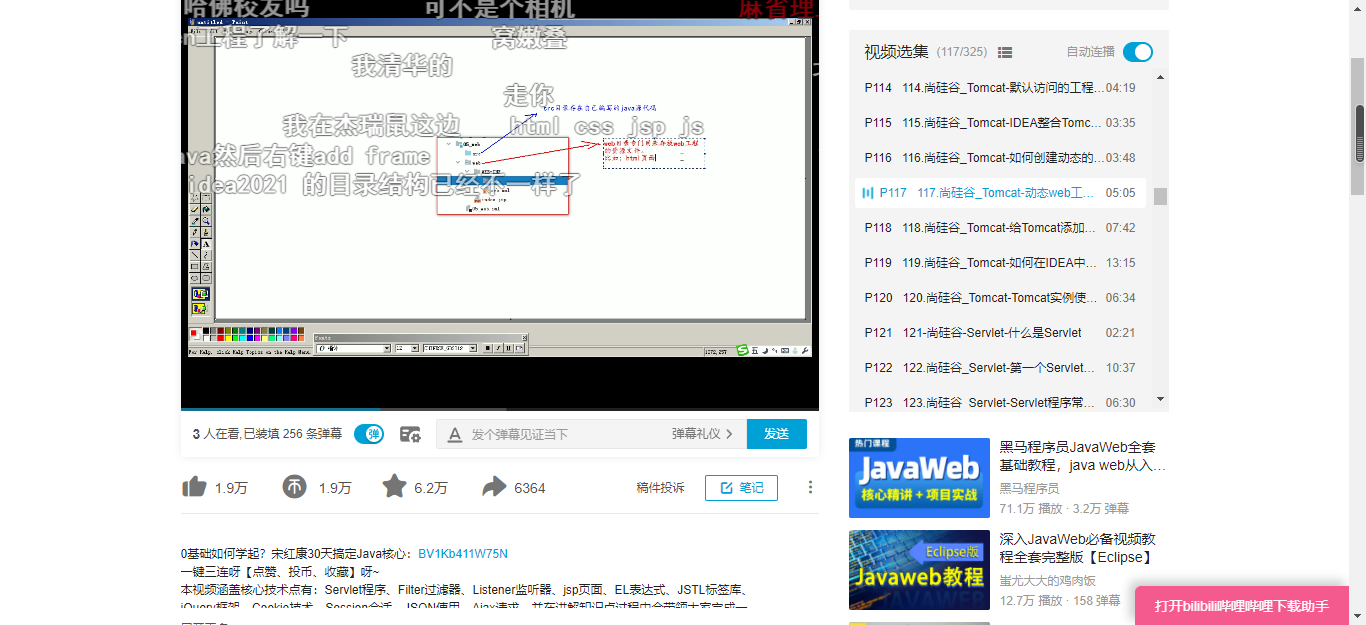 哈佛校友吗
可不是个相机
麻省理
untitled - Paint
en工程了解一下
窝嫩叠
我清华的
走你
src目录存在自己编写的java源代码
我在杰瑞鼠这边
html css jsp js
web目录专门用来存放web工程
的资源文件。
比如：html页面
ava然后右键add frame
idea2021 的目录结构已经不一样了
index.jsp
For Help, click Help Topics on the Help Menu.
12
3 人在看,已装填 256 条弹幕
弹
发个弹幕见证当下
弹幕礼仪
发送
1.9万
1.9万
6.2万
6364
稿件投诉
笔记
0基础如何学起？宋红康30天搞定Java核心：BV1Kb411W75N
一键三连呀【点赞、投币、收藏】呀~
本视频涵盖核心技术点有：Servlet程序、Filter过滤器、Listener监听器、jsp页面、EL表达式、JSTL标签库、
jQuery框架、Cookie技术、Session会话、JSON使用、Ajax请求，并在讲解知识点过程中会带领大家完成一
视频选集 (117/325)
自动连播
P114 114.尚硅谷_Tomcat-默认访问的工程... 04:19
P115 115.尚硅谷_Tomcat-IDEA整合Tomc... 03:35
P116 116.尚硅谷_Tomcat-如何创建动态的... 03:48
P117 117.尚硅谷_Tomcat-动态web工... 05:05
P118 118.尚硅谷_Tomcat-给Tomcat添加... 07:42
P119 119.尚硅谷_Tomcat-如何在IDEA中... 13:15
P120 120.尚硅谷_Tomcat-Tomcat实例使... 06:34
P121 121-尚硅谷-Servlet-什么是Servlet 02:21
P122 122.尚硅谷_Servlet-第一个Servlet... 10:37
P123 123.尚硅谷_Servlet-Servlet程序常... 06:30
热门课程
JavaWeb
核心精讲+项目实战
黑马程序员JavaWeb全套
基础教程，java web从入...
黑马程序员
71.1万 播放 · 3.2万 弹幕
Eclipse版
Javaweb教程
深入JavaWeb必备视频教
程全套完整版【Eclipse】
蚩尤大大的鸡肉饭
12.7万 播放 · 158 弹幕
打开bilibili哔哩哔哩下载助手